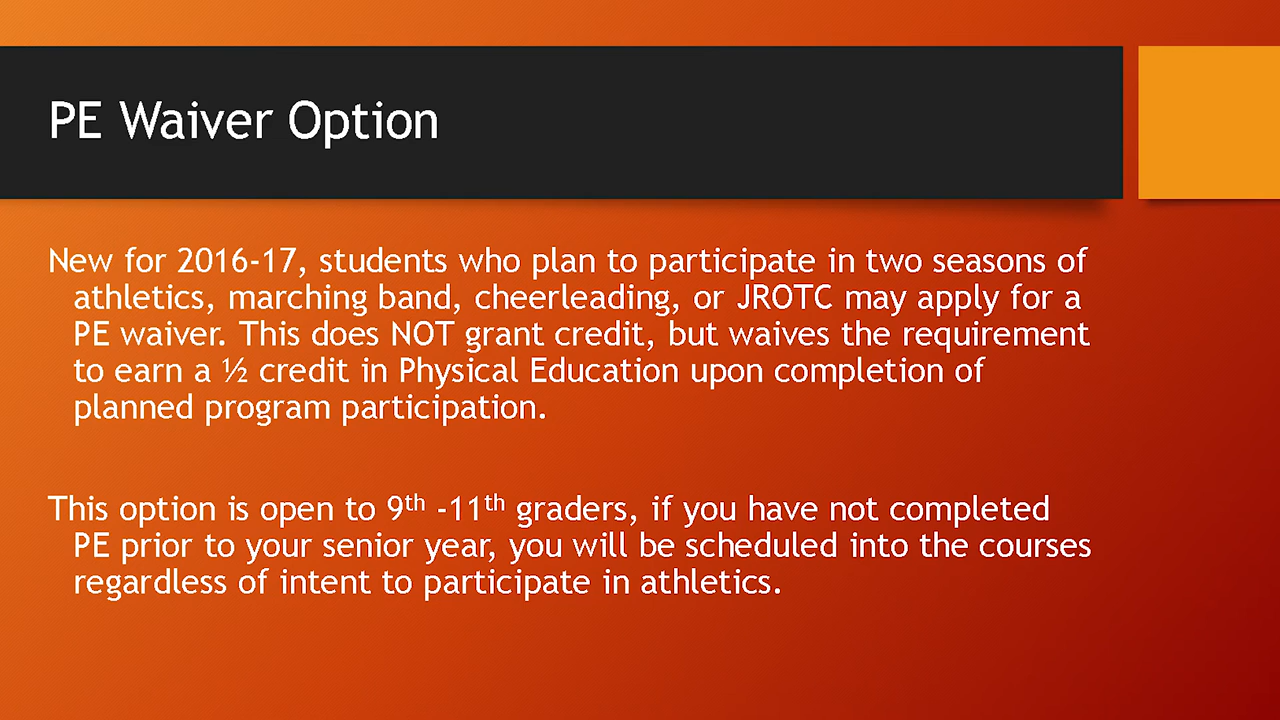 PE Waiver Option
New for 2016-17, students who plan to participate in two seasons of
athletics, marching band, cheerleading, or JROTC may apply for a
PE waiver. This does NOT grant credit, but waives the requirement
to earn a ½ credit in Physical Education upon completion of
planned program participation.
This option is open to 9th -11th graders, if you have not completed
PE prior to your senior year, you will be scheduled into the courses
regardless of intent to participate in athletics.